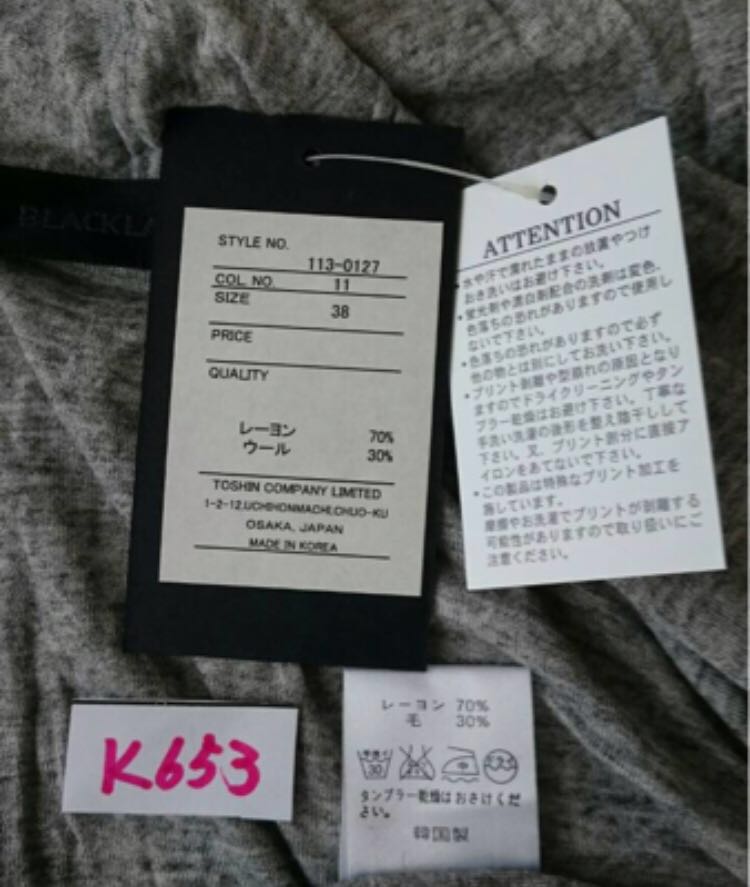 BLACKLA
STYLE NO.
113-0127
COL. NO. 11
SIZE 38
PRICE
QUALITY
レーヨン 70%
ウール 30%
TOSHIN COMPANY LIMITED
1-2-12,UCHIHONMACHI,CHUO-KU
OSAKA, JAPAN
MADE IN KOREA
ATTENTION
・水や汗で濡れたままの放置やつけ
おき洗いはお避け下さい。
・蛍光剤や漂白剤配合の洗剤は変色、
色落ちの恐れがありますので使用し
ないで下さい。
・色落ちの恐れがありますので必ず
他の物とは別にしてお洗い下さい。
・プリント剥離や型崩れの原因となり
ますのでドライクリーニングやタン
ブラー乾燥はお避け下さい。丁寧な
手洗い洗濯の後形を整え陰干しして
下さい。又、プリント部分に直接ア
イロンをあてないで下さい。
・この製品は特殊なプリント加工を
施しています。
摩擦やお洗濯でプリントが剥離する
可能性がありますので取り扱いにご
注意ください。
K653
レーヨン 70%
毛 30%
30
タンブラー乾燥はおさけくだ
さい。
韓国製